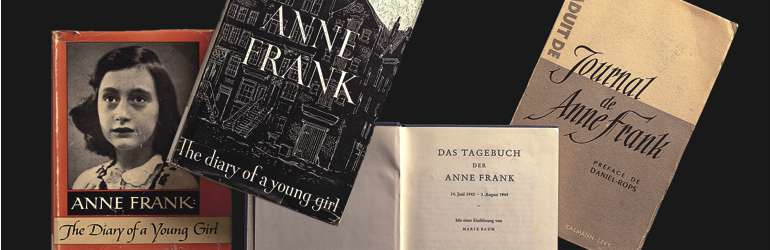 ANNE FRANK:
The Diary of a Young Girl
ANNE
FRANK
The diary of a young girl
DAS TAGEBUCH
DER
ANNE FRANK
14. Juni 1942 - 1. August 1944
Mit einer Einführung von
MARIE BAUM
DUIT DE
Journal
de
Anne Frank
PRÉFACE DE
DANIEL-ROPS
CALMANN-LÉVY